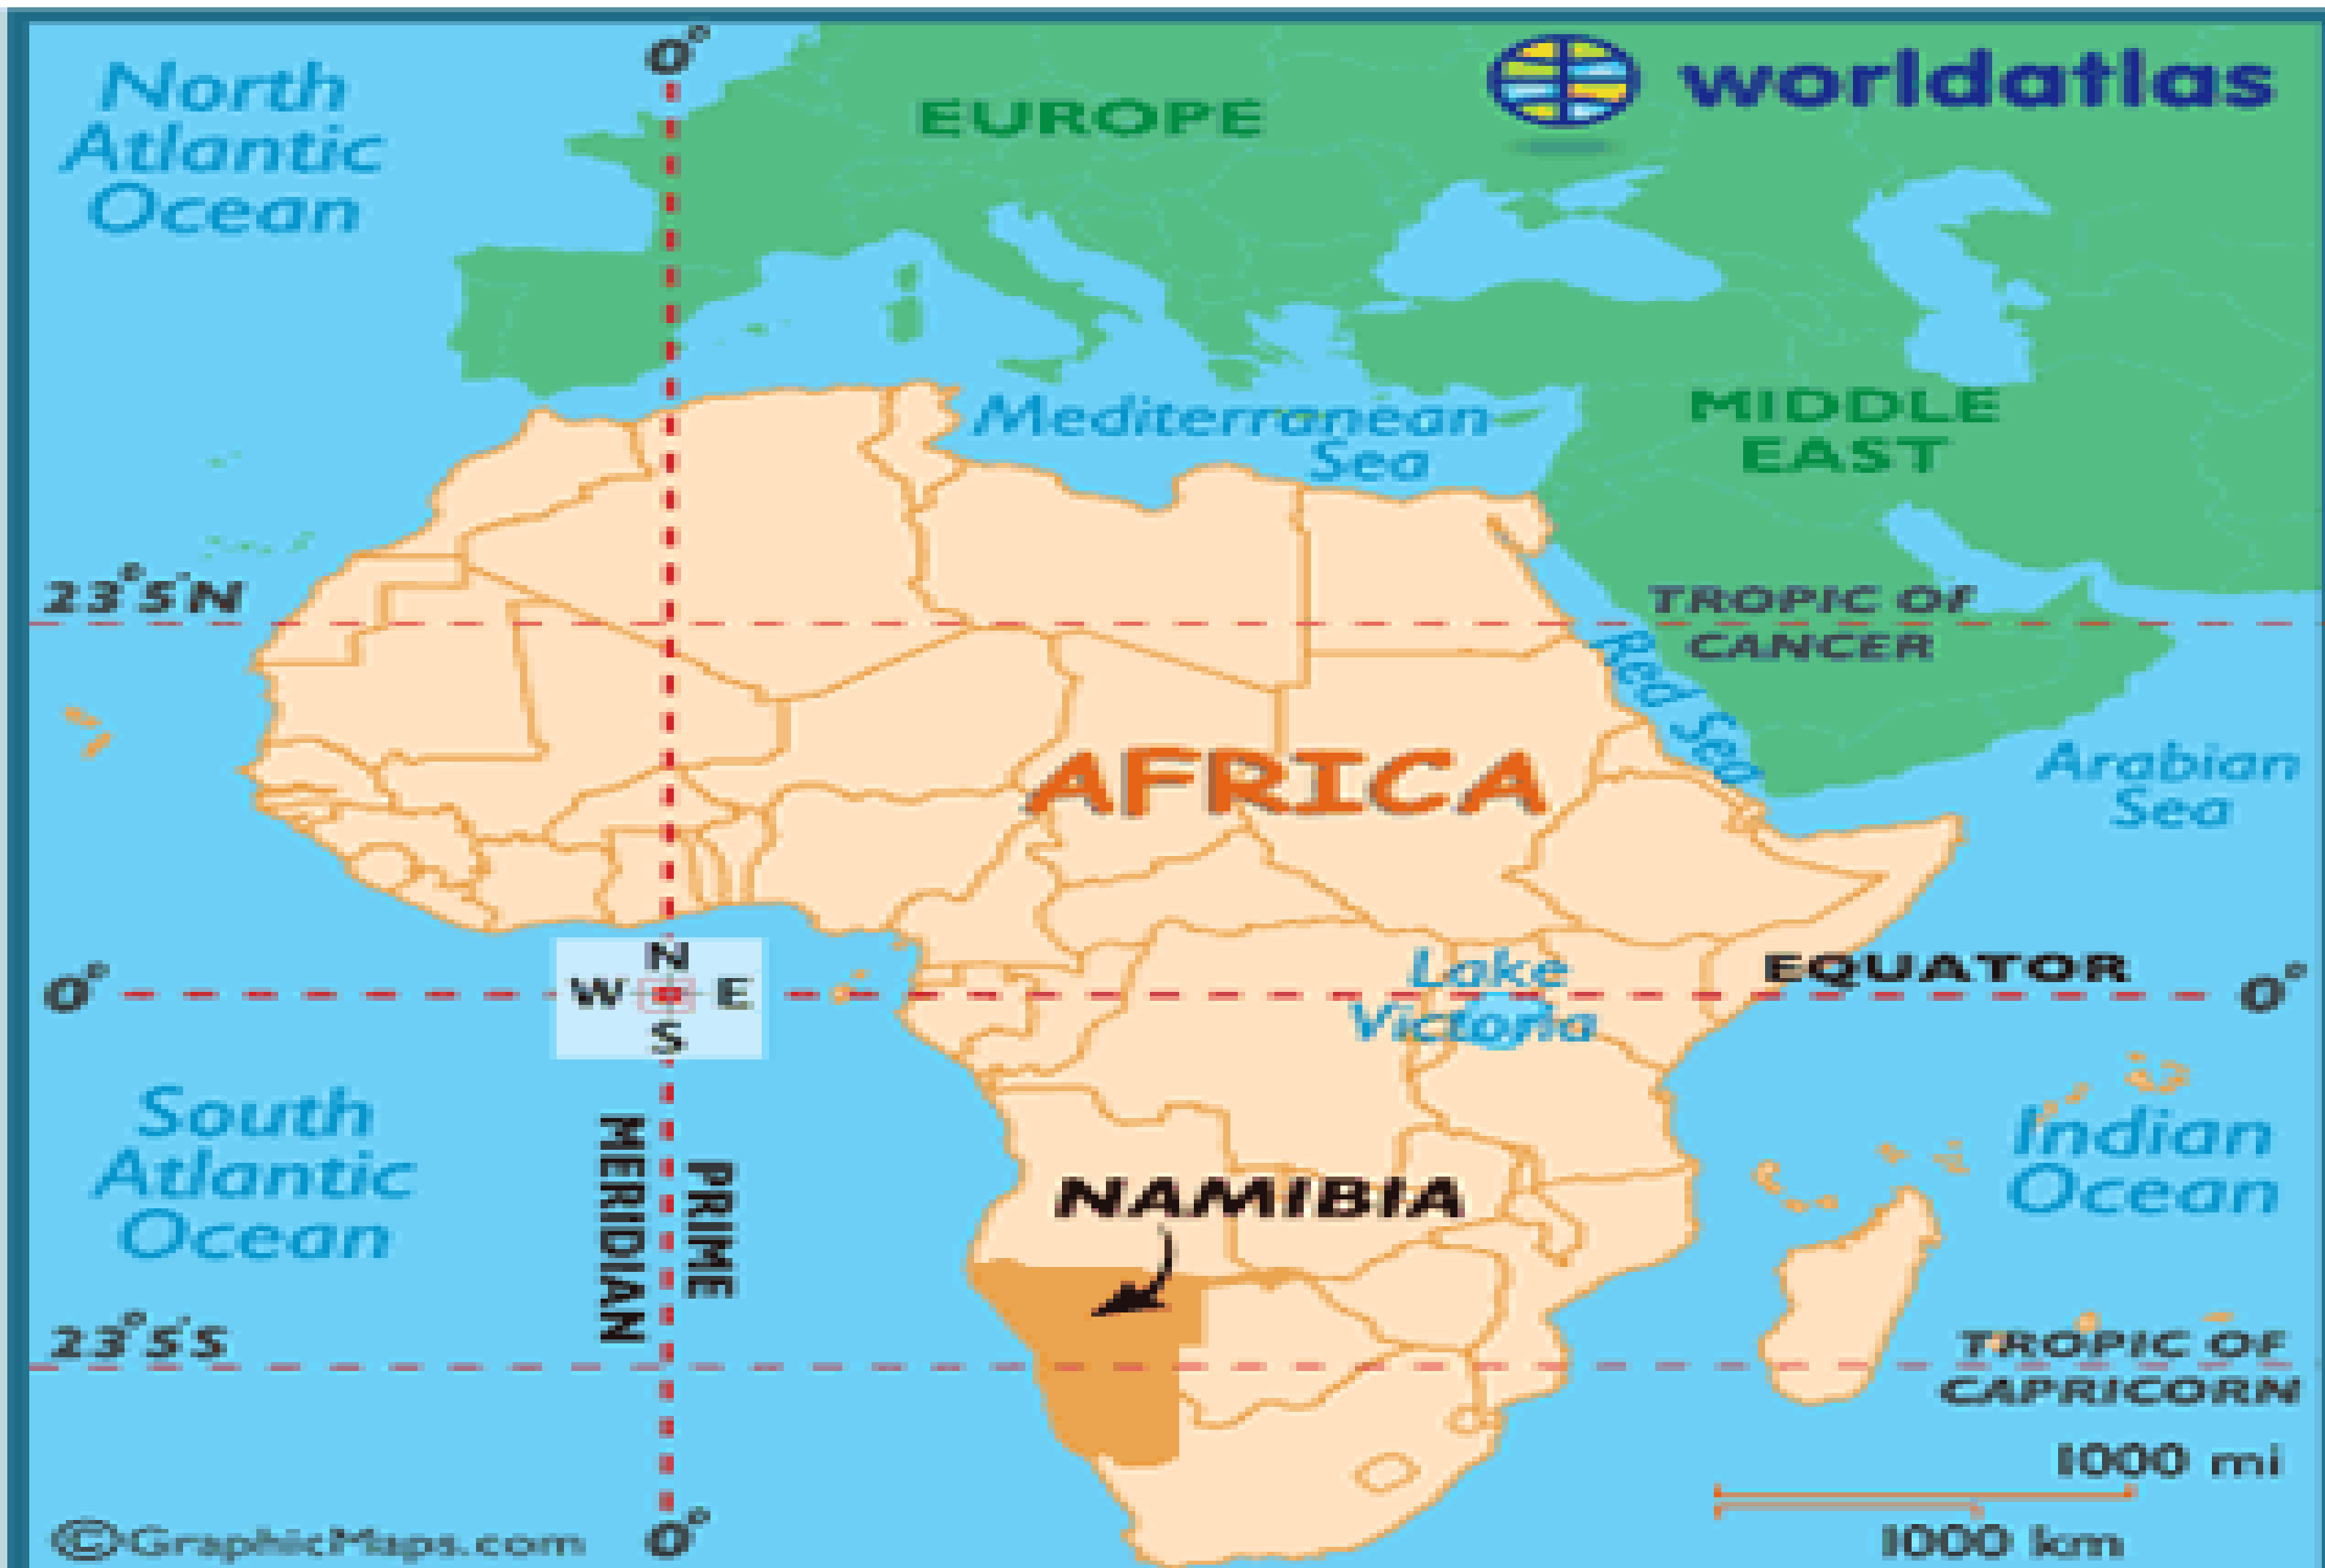 0°
North
Atlantic
Ocean
EUROPE
worldatlas
Mediterranean
Sea
MIDDLE
EAST
23°5'N
TROPIC OF
CANCER
Red Sea
AFRICA
Arabian
Sea
N
W E
S
0°
Lake
Victoria
EQUATOR
0°
South
Atlantic
Ocean
PRIME
MERIDIAN
NAMIBIA
Indian
Ocean
23°5'S
TROPIC OF
CAPRICORN
1000 mi
1000 km
©GraphicMaps.com
0°